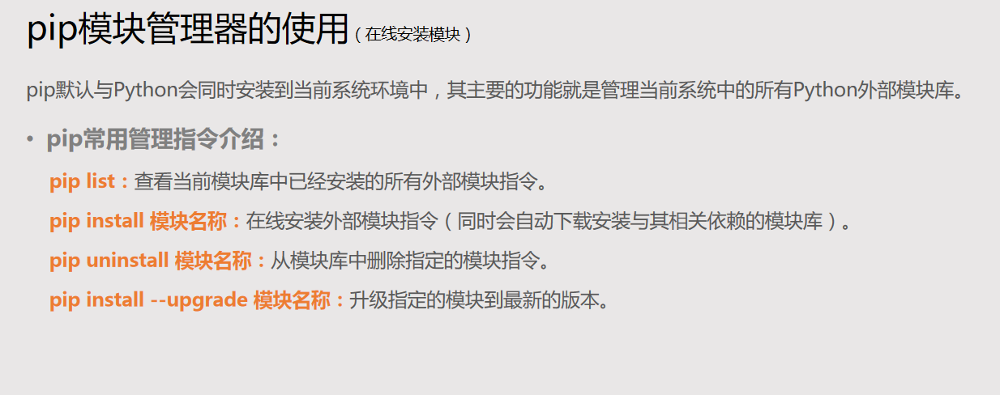 pip模块管理器的使用（在线安装模块）
pip默认与Python会同时安装到当前系统环境中，其主要的功能就是管理当前系统中的所有Python外部模块库。
• pip常用管理指令介绍：
pip list：查看当前模块库中已经安装的所有外部模块指令。
pip install 模块名称：在线安装外部模块指令（同时会自动下载安装与其相关依赖的模块库）。
pip uninstall 模块名称：从模块库中删除指定的模块指令。
pip install --upgrade 模块名称：升级指定的模块到最新的版本。